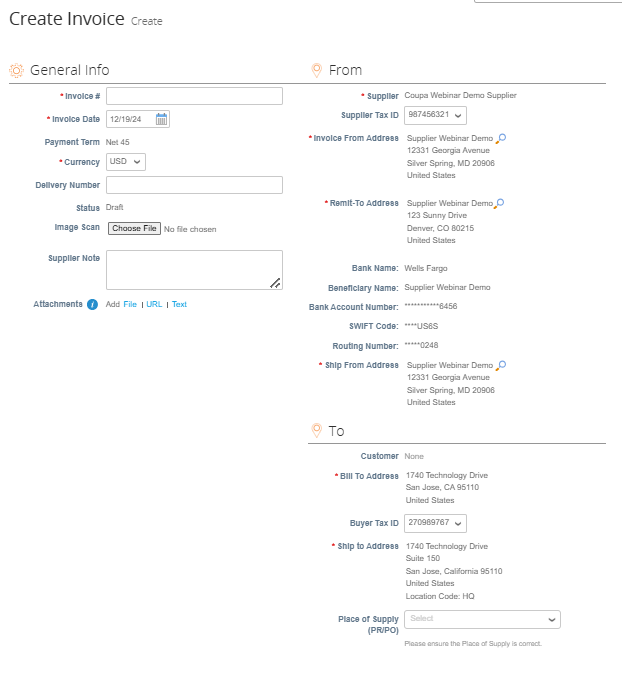 Create Invoice Create
General Info
* Invoice #
* Invoice Date 12/19/24
Payment Term Net 45
* Currency USD
Delivery Number
Status Draft
Image Scan Choose File No file chosen
Supplier Note
Attachments i Add File | URL | Text
From
* Supplier Coupa Webinar Demo Supplier
Supplier Tax ID 987456321
* Invoice From Address Supplier Webinar Demo
12331 Georgia Avenue
Silver Spring, MD 20906
United States
* Remit-To Address Supplier Webinar Demo
123 Sunny Drive
Denver, CO 80215
United States
Bank Name: Wells Fargo
Beneficiary Name: Supplier Webinar Demo
Bank Account Number: ***********6456
SWIFT Code: ****US6S
Routing Number: *****0248
* Ship From Address Supplier Webinar Demo
12331 Georgia Avenue
Silver Spring, MD 20906
United States
To
Customer None
* Bill To Address 1740 Technology Drive
San Jose, CA 95110
United States
Buyer Tax ID 270989767
* Ship to Address 1740 Technology Drive
Suite 150
San Jose, California 95110
United States
Location Code: HQ
Place of Supply Select
(PR/PO)
Please ensure the Place of Supply is correct.